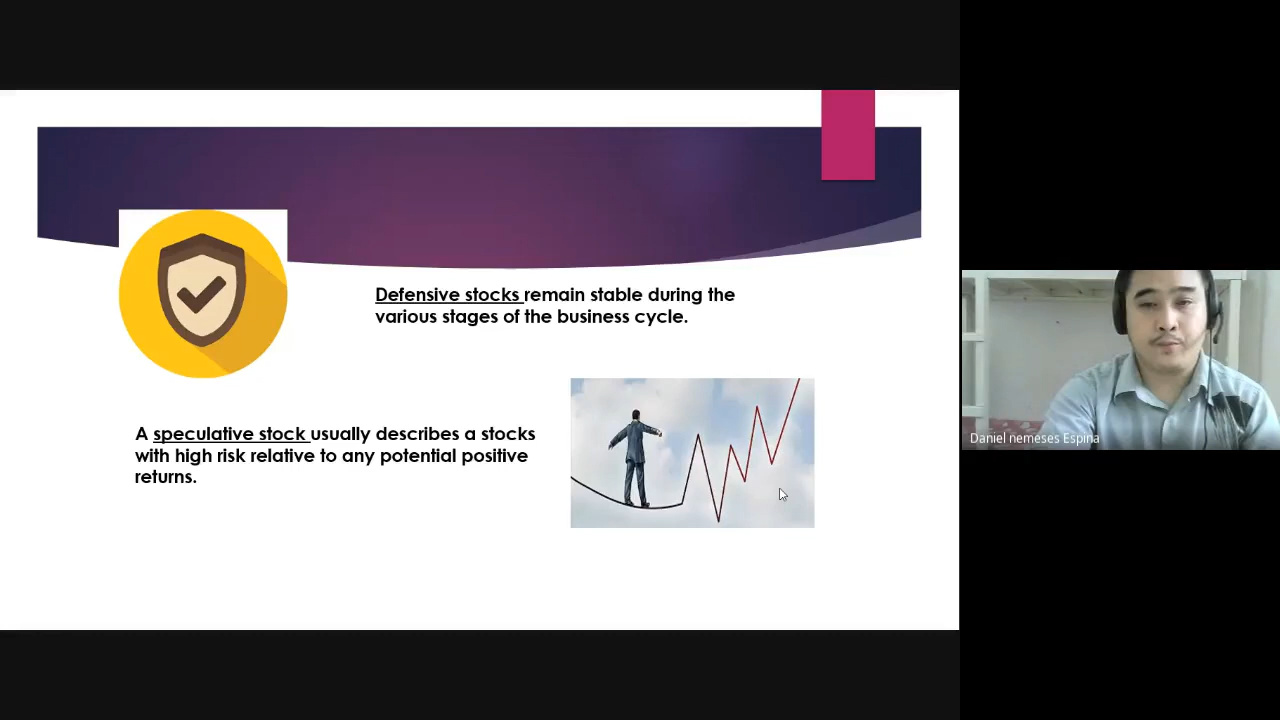 Defensive stocks remain stable during the
various stages of the business cycle.
A speculative stock usually describes a stocks
with high risk relative to any potential positive
returns.
Daniel nemeses Espina